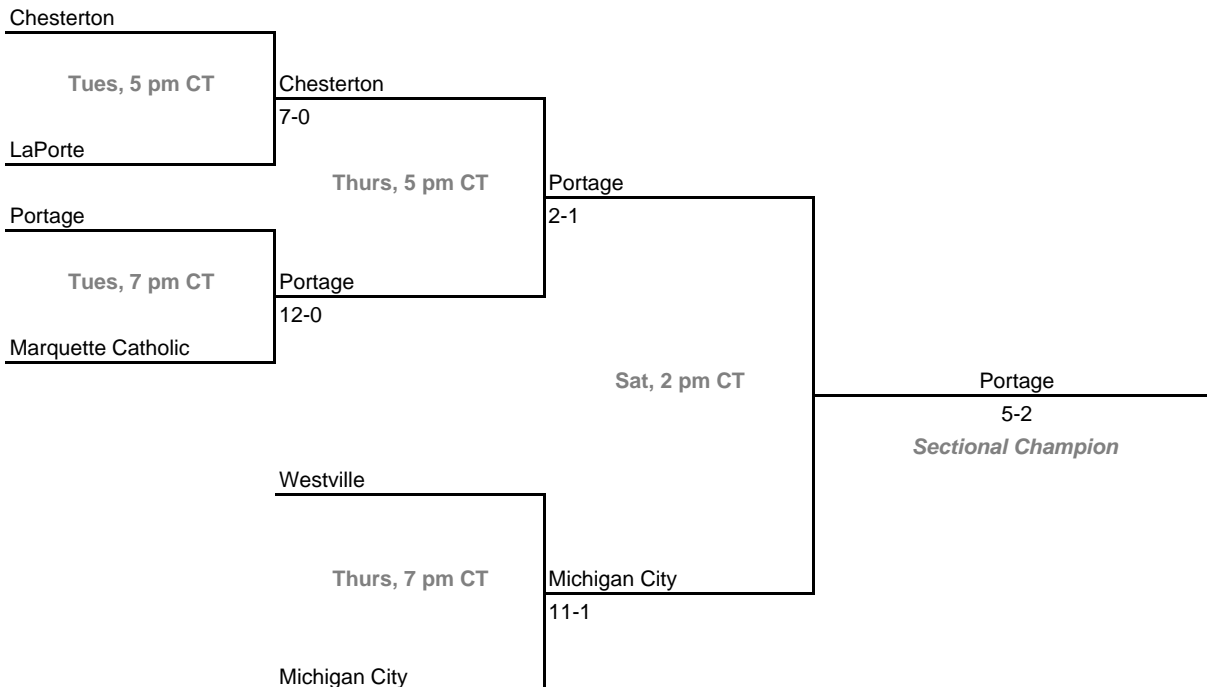 Chesterton
Tues, 5 pm CT
Chesterton
7-0
LaPorte
Thurs, 5 pm CT
Portage
2-1
Portage
Tues, 7 pm CT
Portage
12-0
Marquette Catholic
Sat, 2 pm CT
Portage
5-2
Sectional Champion
Westville
Thurs, 7 pm CT
Michigan City
11-1
Michigan City